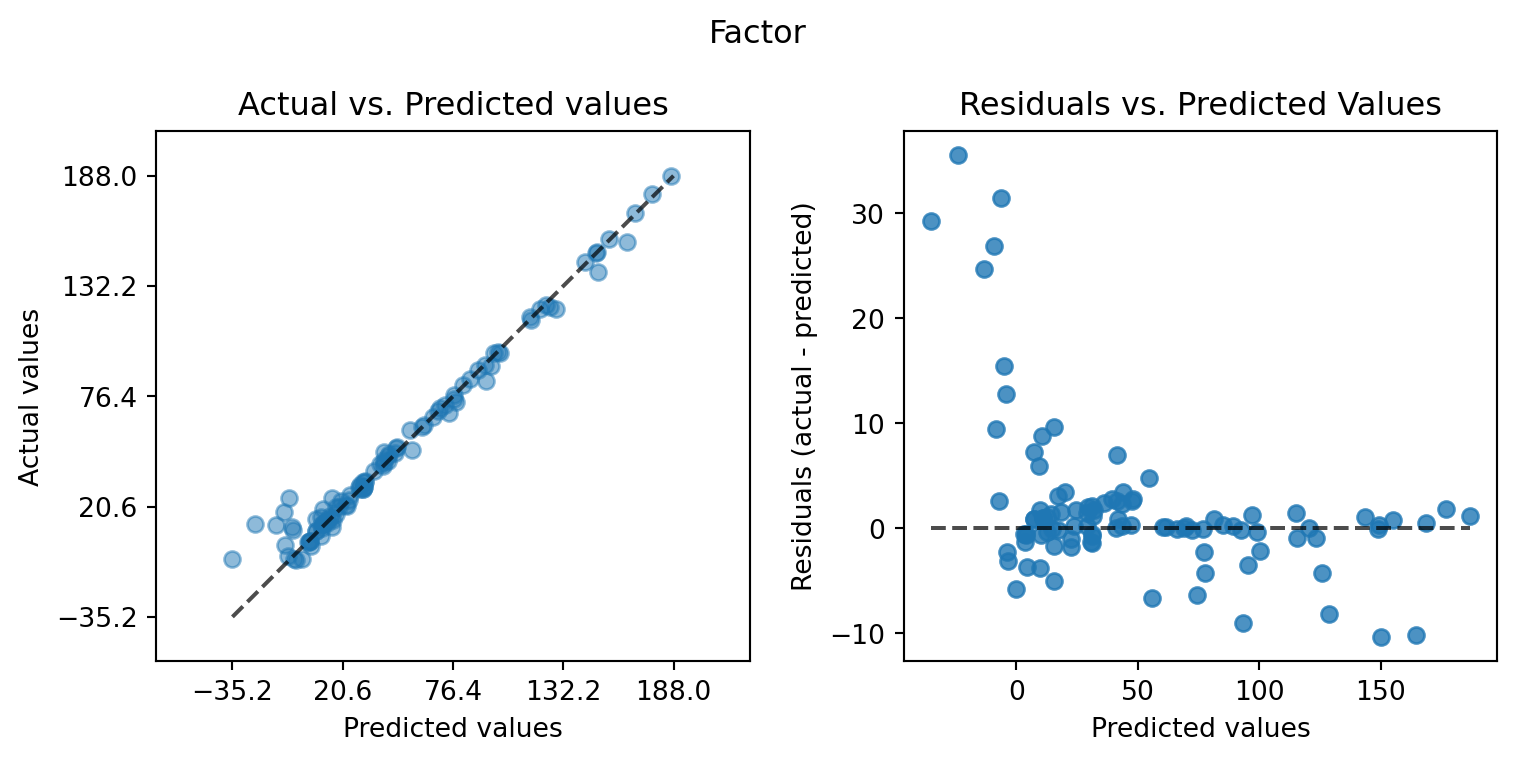 Factor
Actual vs. Predicted values
Actual values
188.0
132.2
76.4
20.6
−35.2
−35.2 20.6 76.4 132.2 188.0
Predicted values
Residuals vs. Predicted Values
Residuals (actual - predicted)
30
20
10
0
−10
0 50 100 150
Predicted values